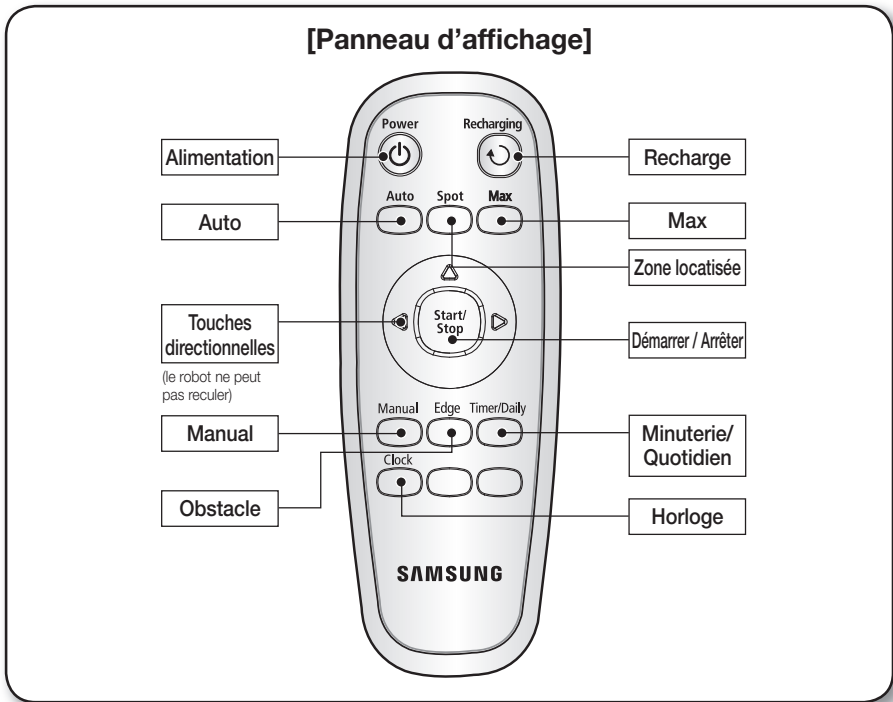 [Panneau d'affichage]
Power
Recharging
Alimentation
Recharge
Auto
Spot
Max
Auto
Max
Zone locatisée
Start/
Stop
Touches
directionnelles
(le robot ne peut
pas reculer)
Démarrer / Arrêter
Manual
Edge
Timer/Daily
Manual
Minuterie/
Quotidien
Clock
Obstacle
Horloge
SAMSUNG